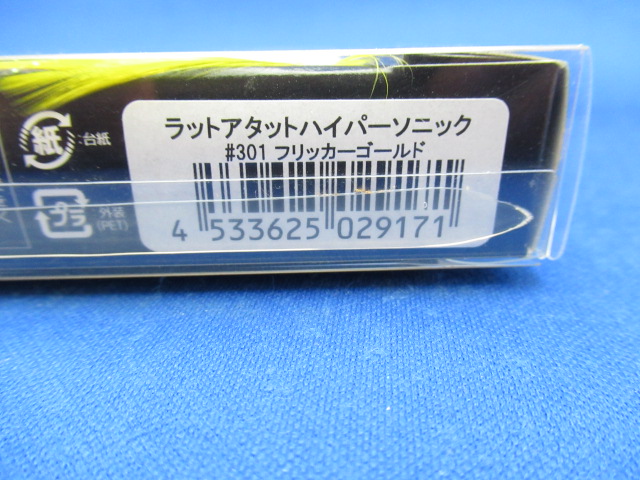 ラットアタットハイパーソニック
#301 フリッカーゴールド
4 533625 029171
紙
:台紙
プラ
:外装
(PET)